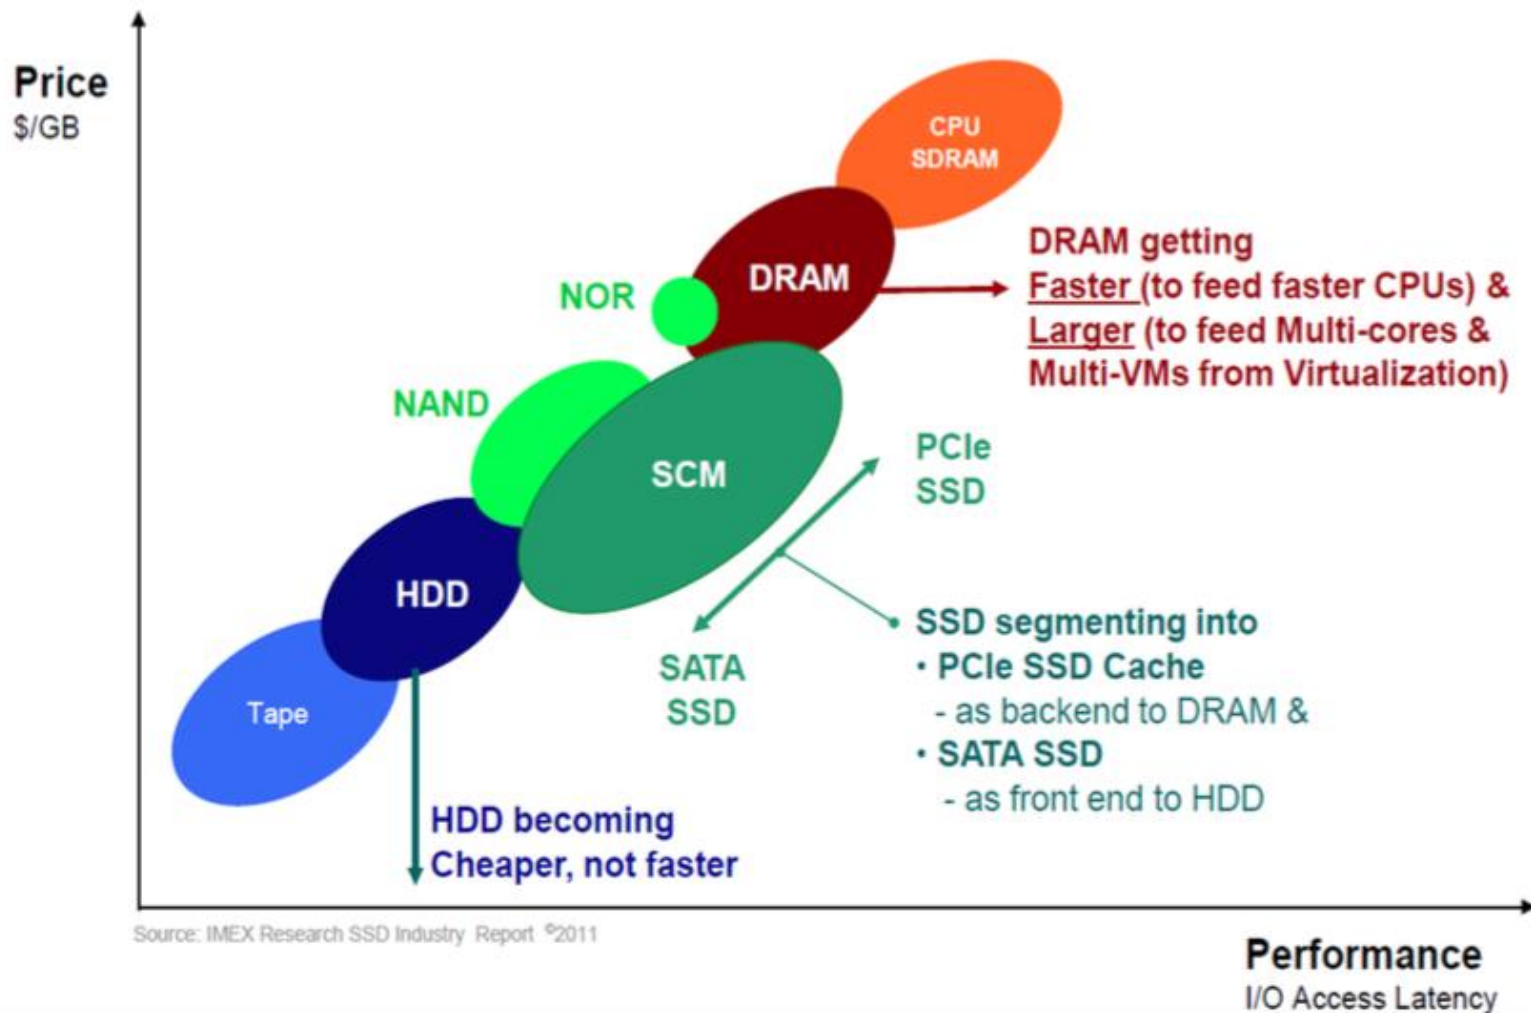 Price
$/GB
CPU
SDRAM
DRAM
NOR
DRAM getting
Faster (to feed faster CPUs) &
Larger (to feed Multi-cores &
Multi-VMs from Virtualization)
NAND
SCM
PCIe
SSD
HDD
SATA
SSD
SSD segmenting into
• PCIe SSD Cache
- as backend to DRAM &
• SATA SSD
- as front end to HDD
Tape
HDD becoming
Cheaper, not faster
Source: IMEX Research SSD Industry Report ©2011
Performance
I/O Access Latency